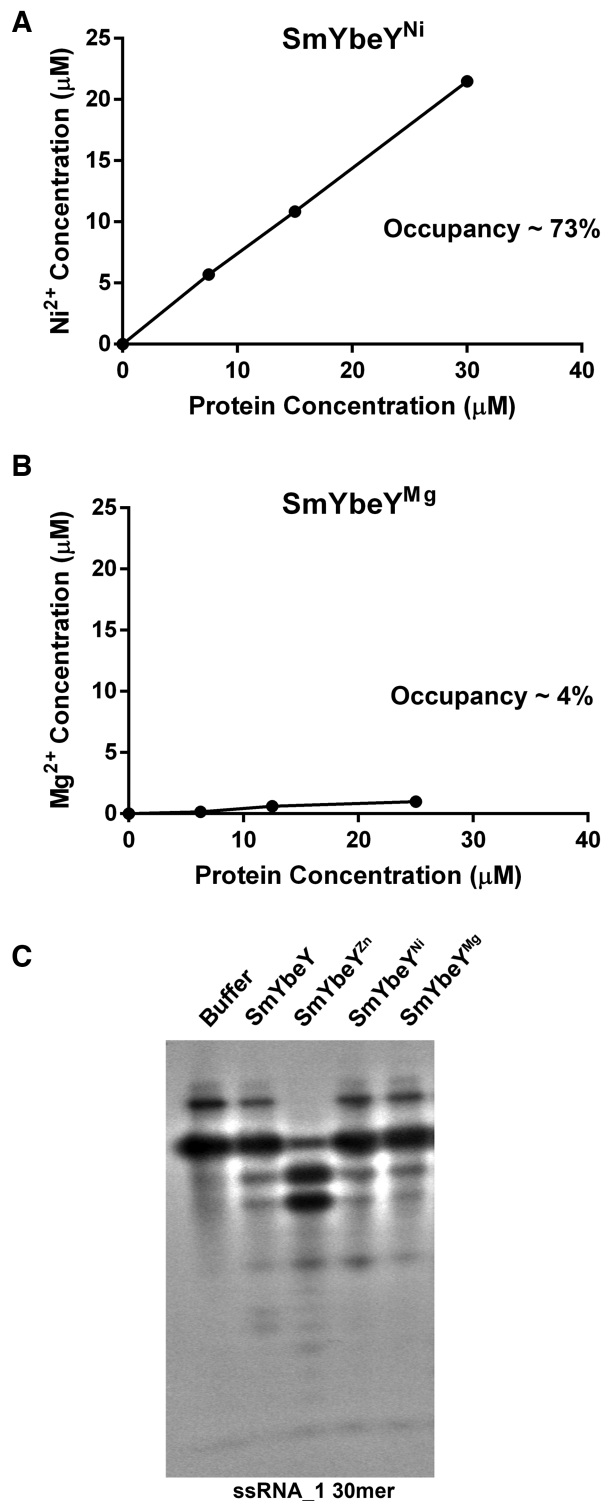 A
SmYbeY^Ni
Ni²⁺ Concentration (μM)
25
20
15
10
5
0
Occupancy ~ 73%
0 10 20 30 40
Protein Concentration (μM)
B
SmYbeY^Mg
Mg²⁺ Concentration (μM)
25
20
15
10
5
0
Occupancy ~ 4%
0 10 20 30 40
Protein Concentration (μM)
C
Buffer
SmYbeY
SmYbeY^Zn
SmYbeY^Ni
SmYbeY^Mg
ssRNA_1 30mer